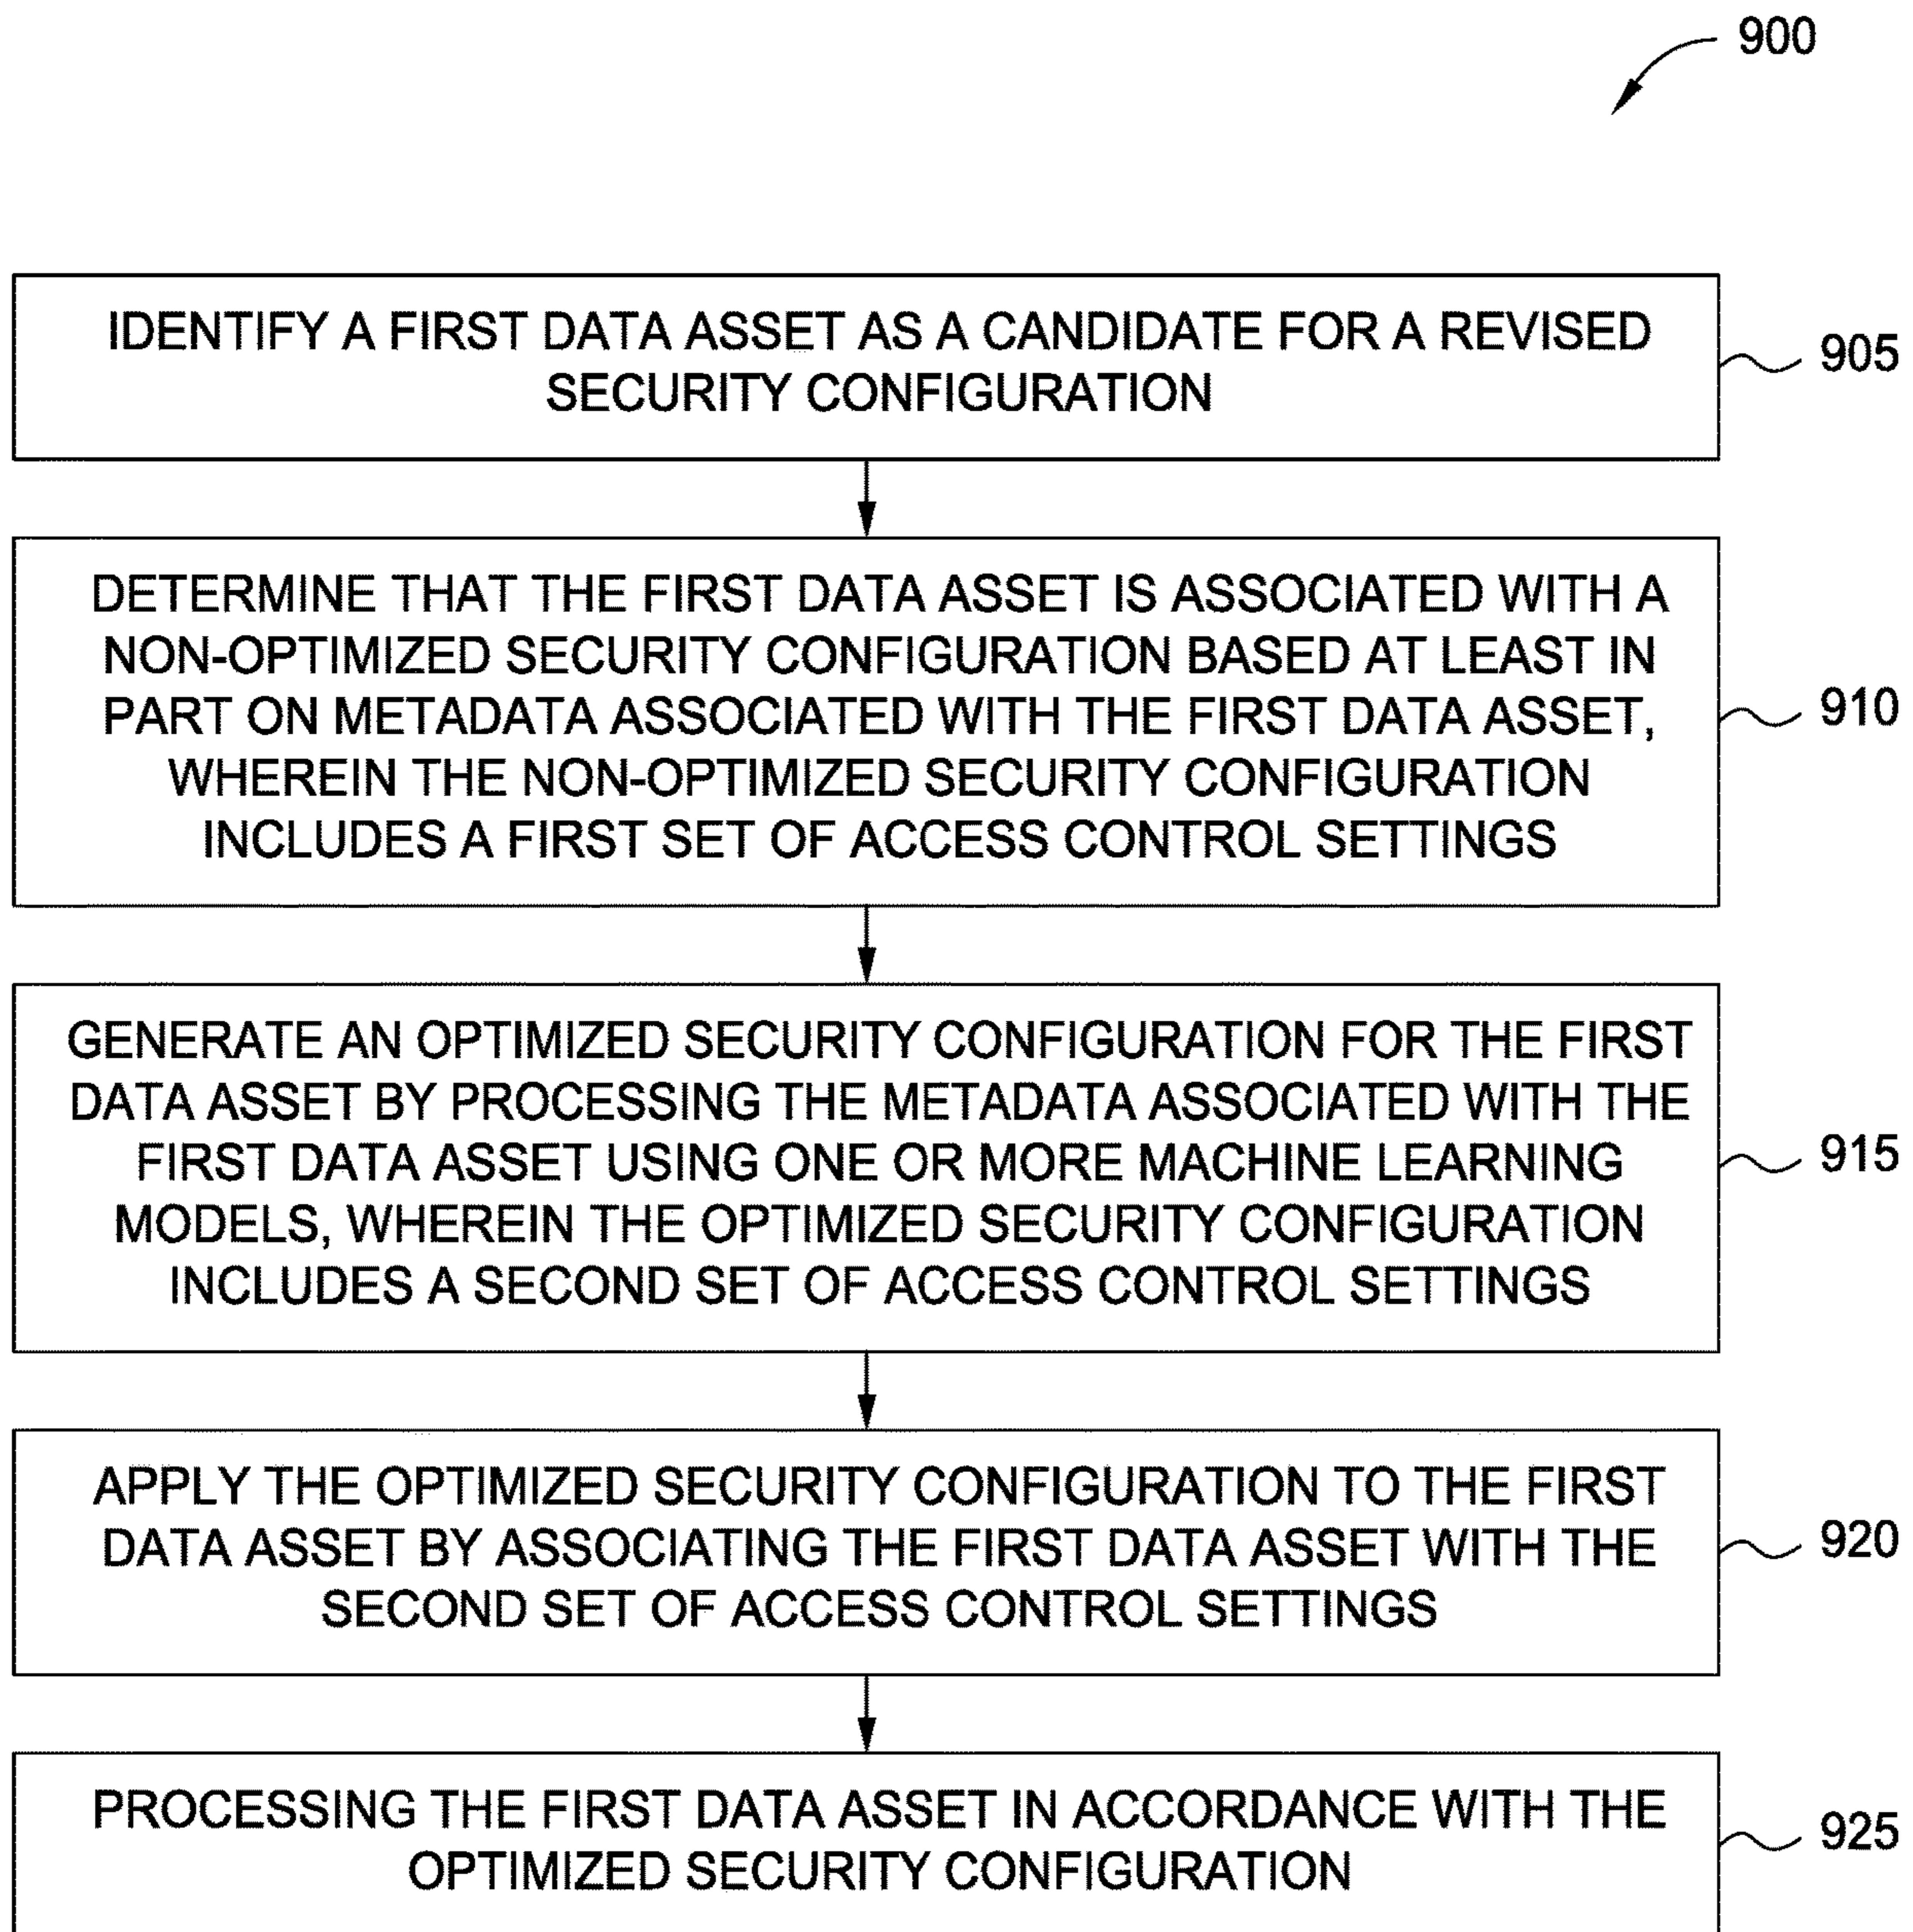 900
IDENTIFY A FIRST DATA ASSET AS A CANDIDATE FOR A REVISED
SECURITY CONFIGURATION
905
DETERMINE THAT THE FIRST DATA ASSET IS ASSOCIATED WITH A
NON-OPTIMIZED SECURITY CONFIGURATION BASED AT LEAST IN
PART ON METADATA ASSOCIATED WITH THE FIRST DATA ASSET,
WHEREIN THE NON-OPTIMIZED SECURITY CONFIGURATION
INCLUDES A FIRST SET OF ACCESS CONTROL SETTINGS
910
GENERATE AN OPTIMIZED SECURITY CONFIGURATION FOR THE FIRST
DATA ASSET BY PROCESSING THE METADATA ASSOCIATED WITH THE
FIRST DATA ASSET USING ONE OR MORE MACHINE LEARNING
MODELS, WHEREIN THE OPTIMIZED SECURITY CONFIGURATION
INCLUDES A SECOND SET OF ACCESS CONTROL SETTINGS
915
APPLY THE OPTIMIZED SECURITY CONFIGURATION TO THE FIRST
DATA ASSET BY ASSOCIATING THE FIRST DATA ASSET WITH THE
SECOND SET OF ACCESS CONTROL SETTINGS
920
PROCESSING THE FIRST DATA ASSET IN ACCORDANCE WITH THE
OPTIMIZED SECURITY CONFIGURATION
925